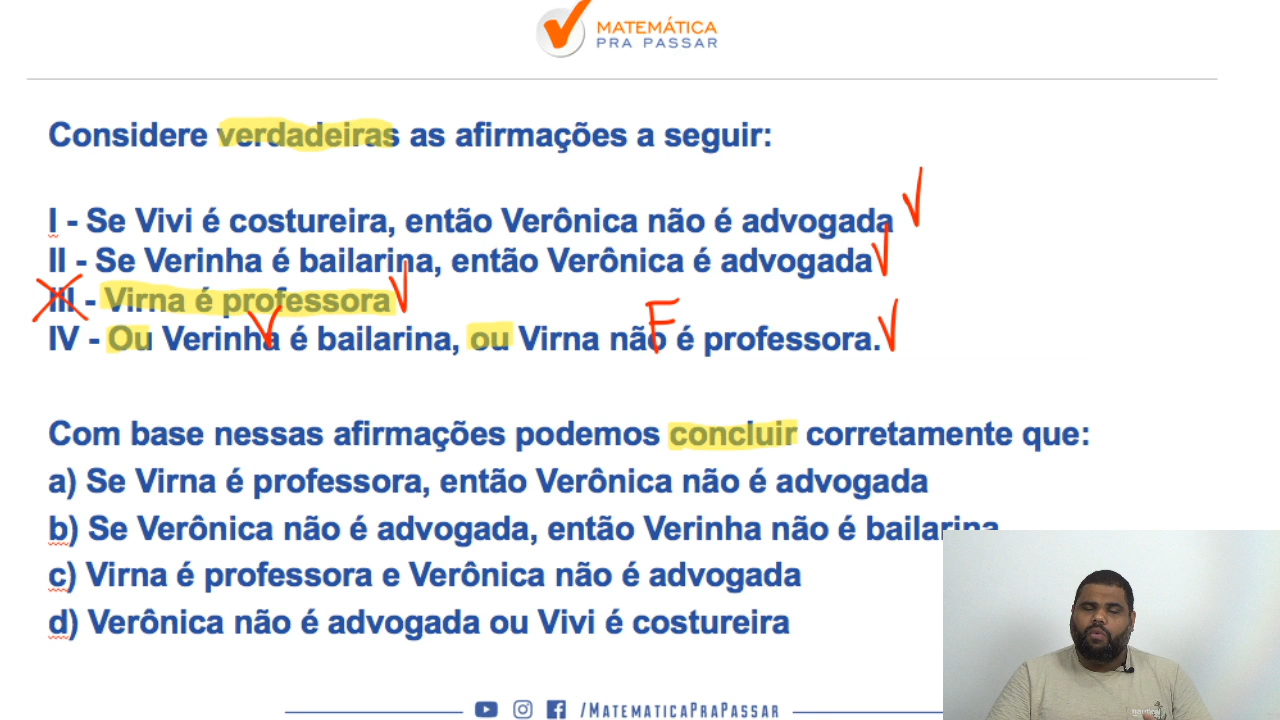 MATEMÁTICA
PRA PASSAR
Considere verdadeiras as afirmações a seguir:
I - Se Vivi é costureira, então Verônica não é advogada
II - Se Verinha é bailarina, então Verônica é advogada
III - Virna é professora
F
IV - Ou Verinha é bailarina, ou Virna não é professora.
Com base nessas afirmações podemos concluir corretamente que:
a) Se Virna é professora, então Verônica não é advogada
b) Se Verônica não é advogada, então Verinha não é bailarina
c) Virna é professora e Verônica não é advogada
d) Verônica não é advogada ou Vivi é costureira
/MATEMATICAPRAPASSAR